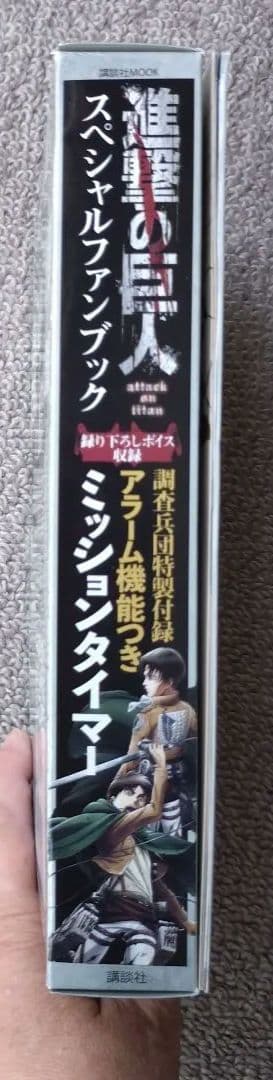 講談社MOOK
進撃の巨人
attack
on
titan
スペシャルファンブック
録り下ろしボイス
収録
調査兵団特製付録
アラーム機能つき
ミッションタイマー
講談社